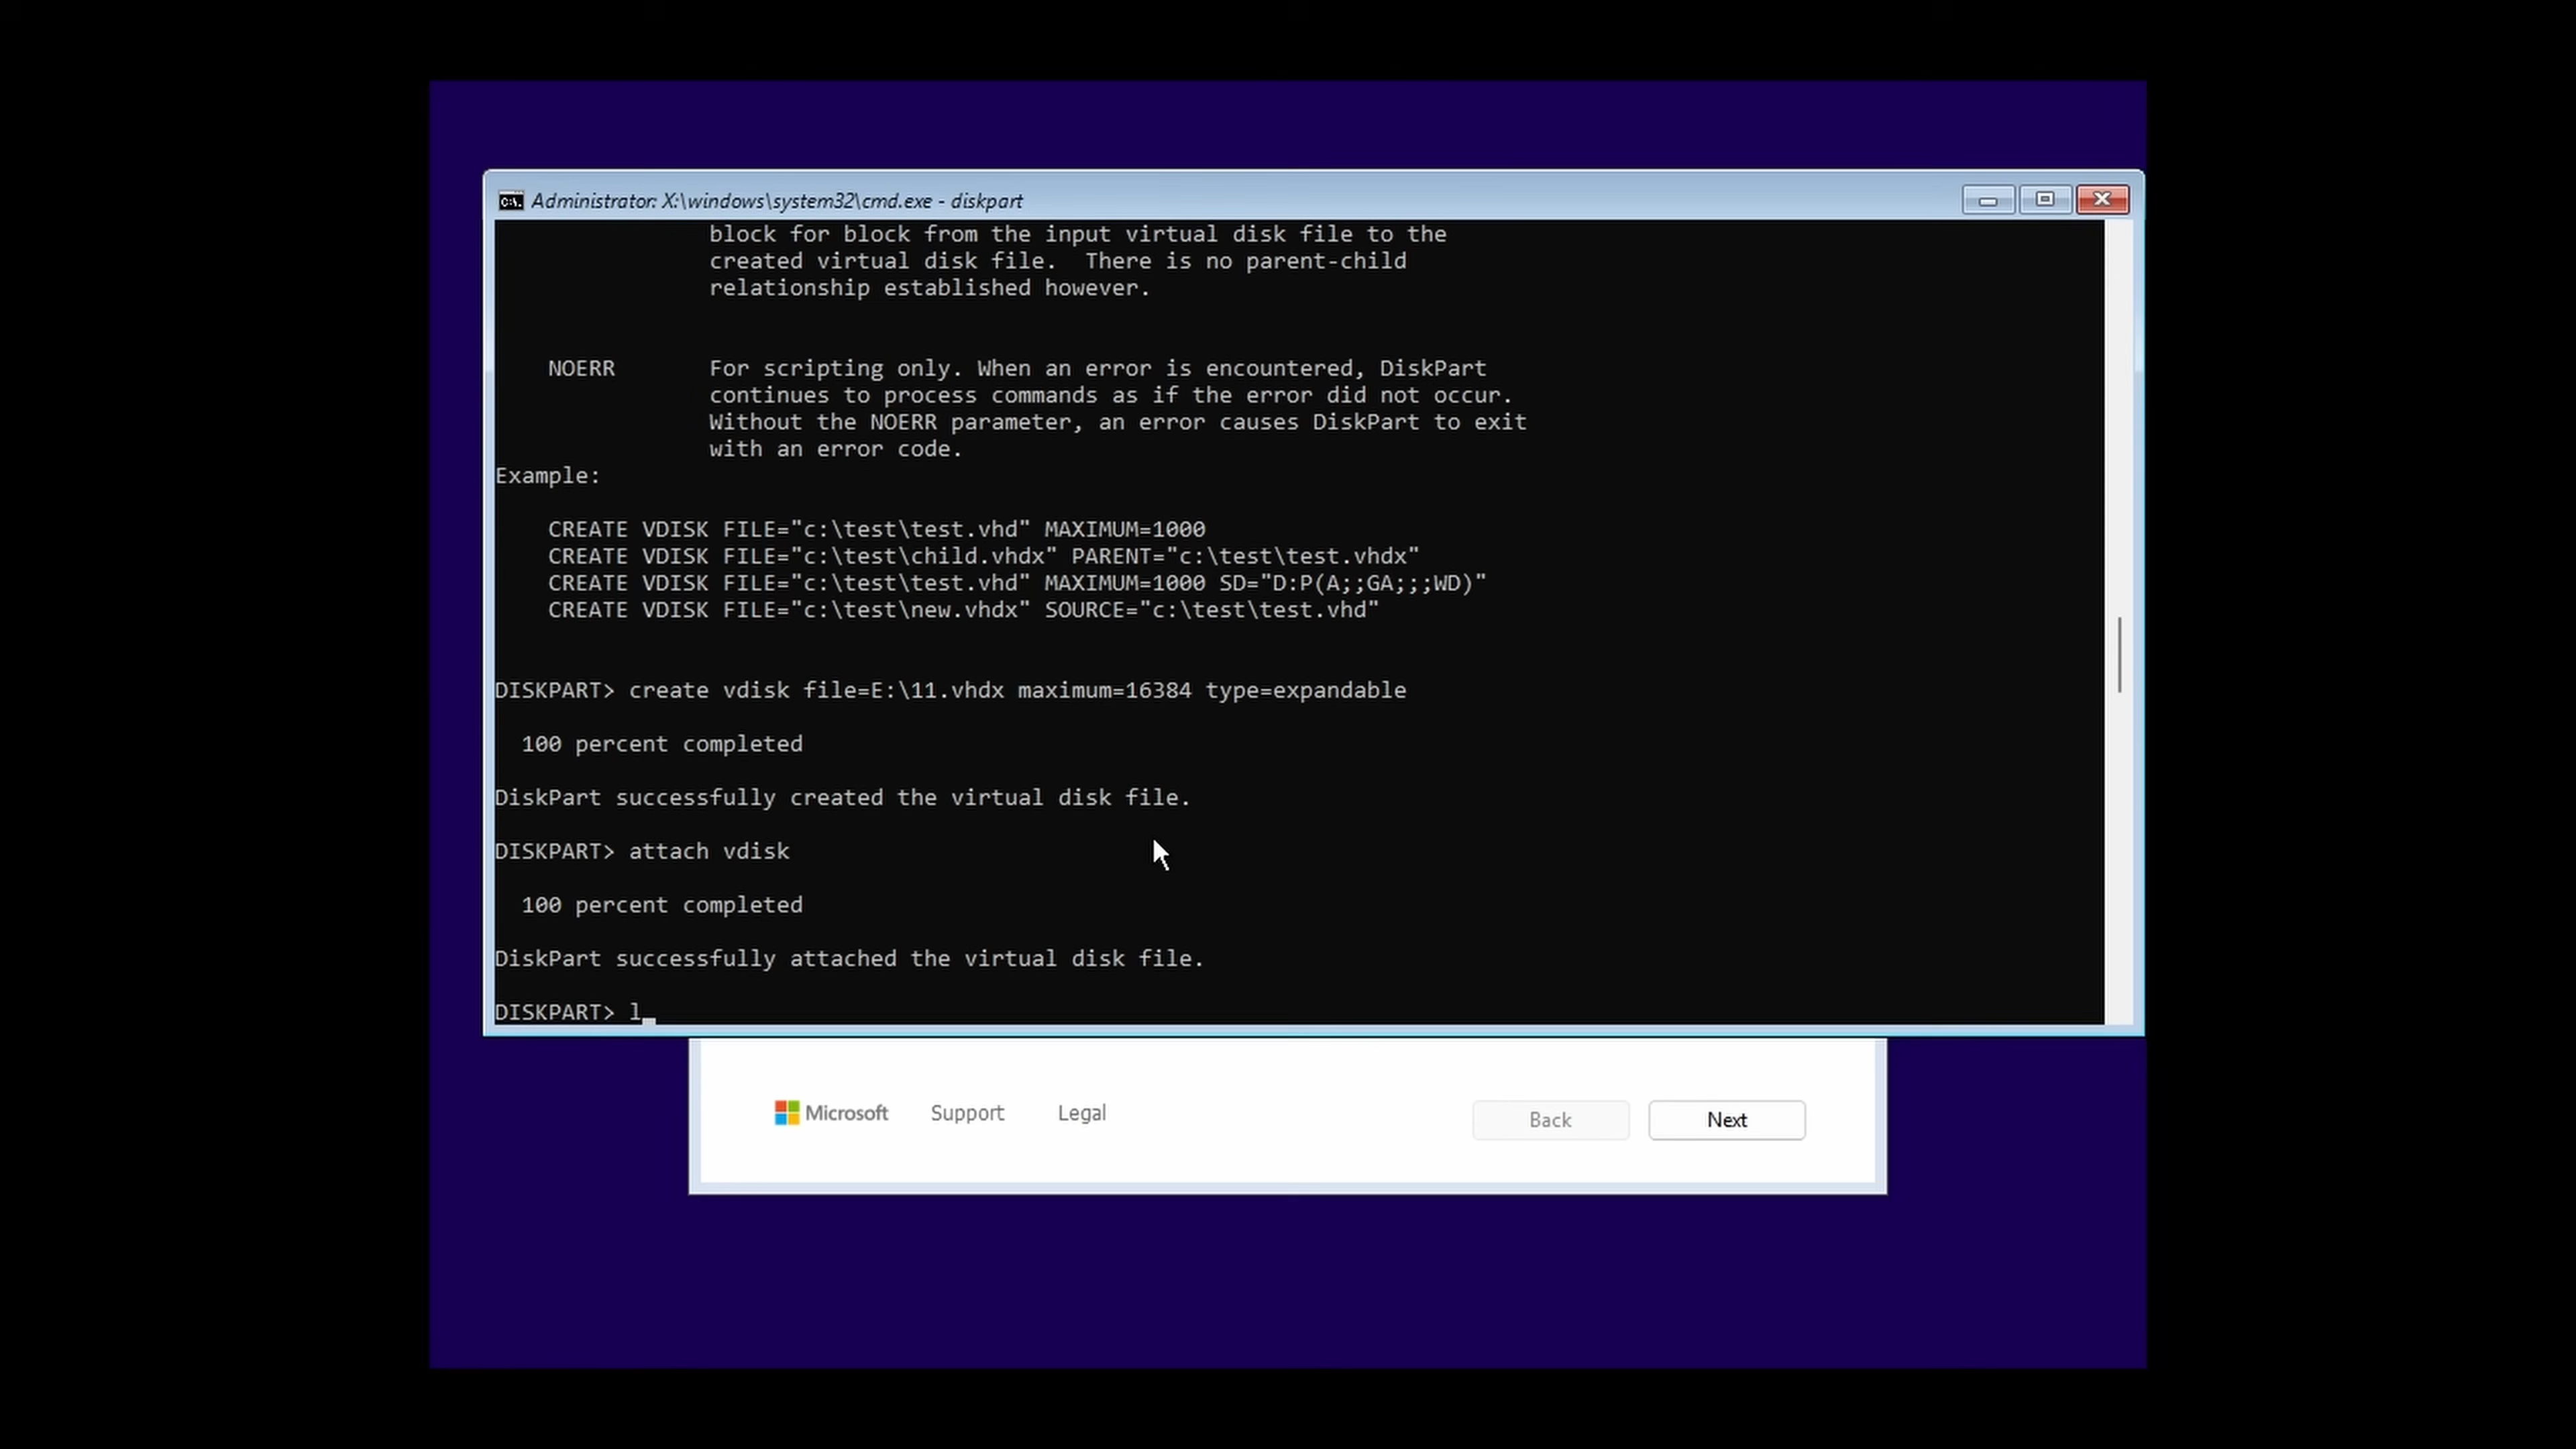 Administrator: X:\windows\system32\cmd.exe - diskpart
block for block from the input virtual disk file to the
created virtual disk file.  There is no parent-child
relationship established however.
NOERR       For scripting only. When an error is encountered, DiskPart
continues to process commands as if the error did not occur.
Without the NOERR parameter, an error causes DiskPart to exit
with an error code.
Example:
CREATE VDISK FILE="c:\test\test.vhd" MAXIMUM=1000
CREATE VDISK FILE="c:\test\child.vhdx" PARENT="c:\test\test.vhdx"
CREATE VDISK FILE="c:\test\test.vhd" MAXIMUM=1000 SD="D:P(A;;GA;;;WD)"
CREATE VDISK FILE="c:\test\new.vhdx" SOURCE="c:\test\test.vhd"
DISKPART> create vdisk file=E:\11.vhdx maximum=16384 type=expandable
100 percent completed
DiskPart successfully created the virtual disk file.
DISKPART> attach vdisk
100 percent completed
DiskPart successfully attached the virtual disk file.
DISKPART> l_
Microsoft Support Legal Back Next